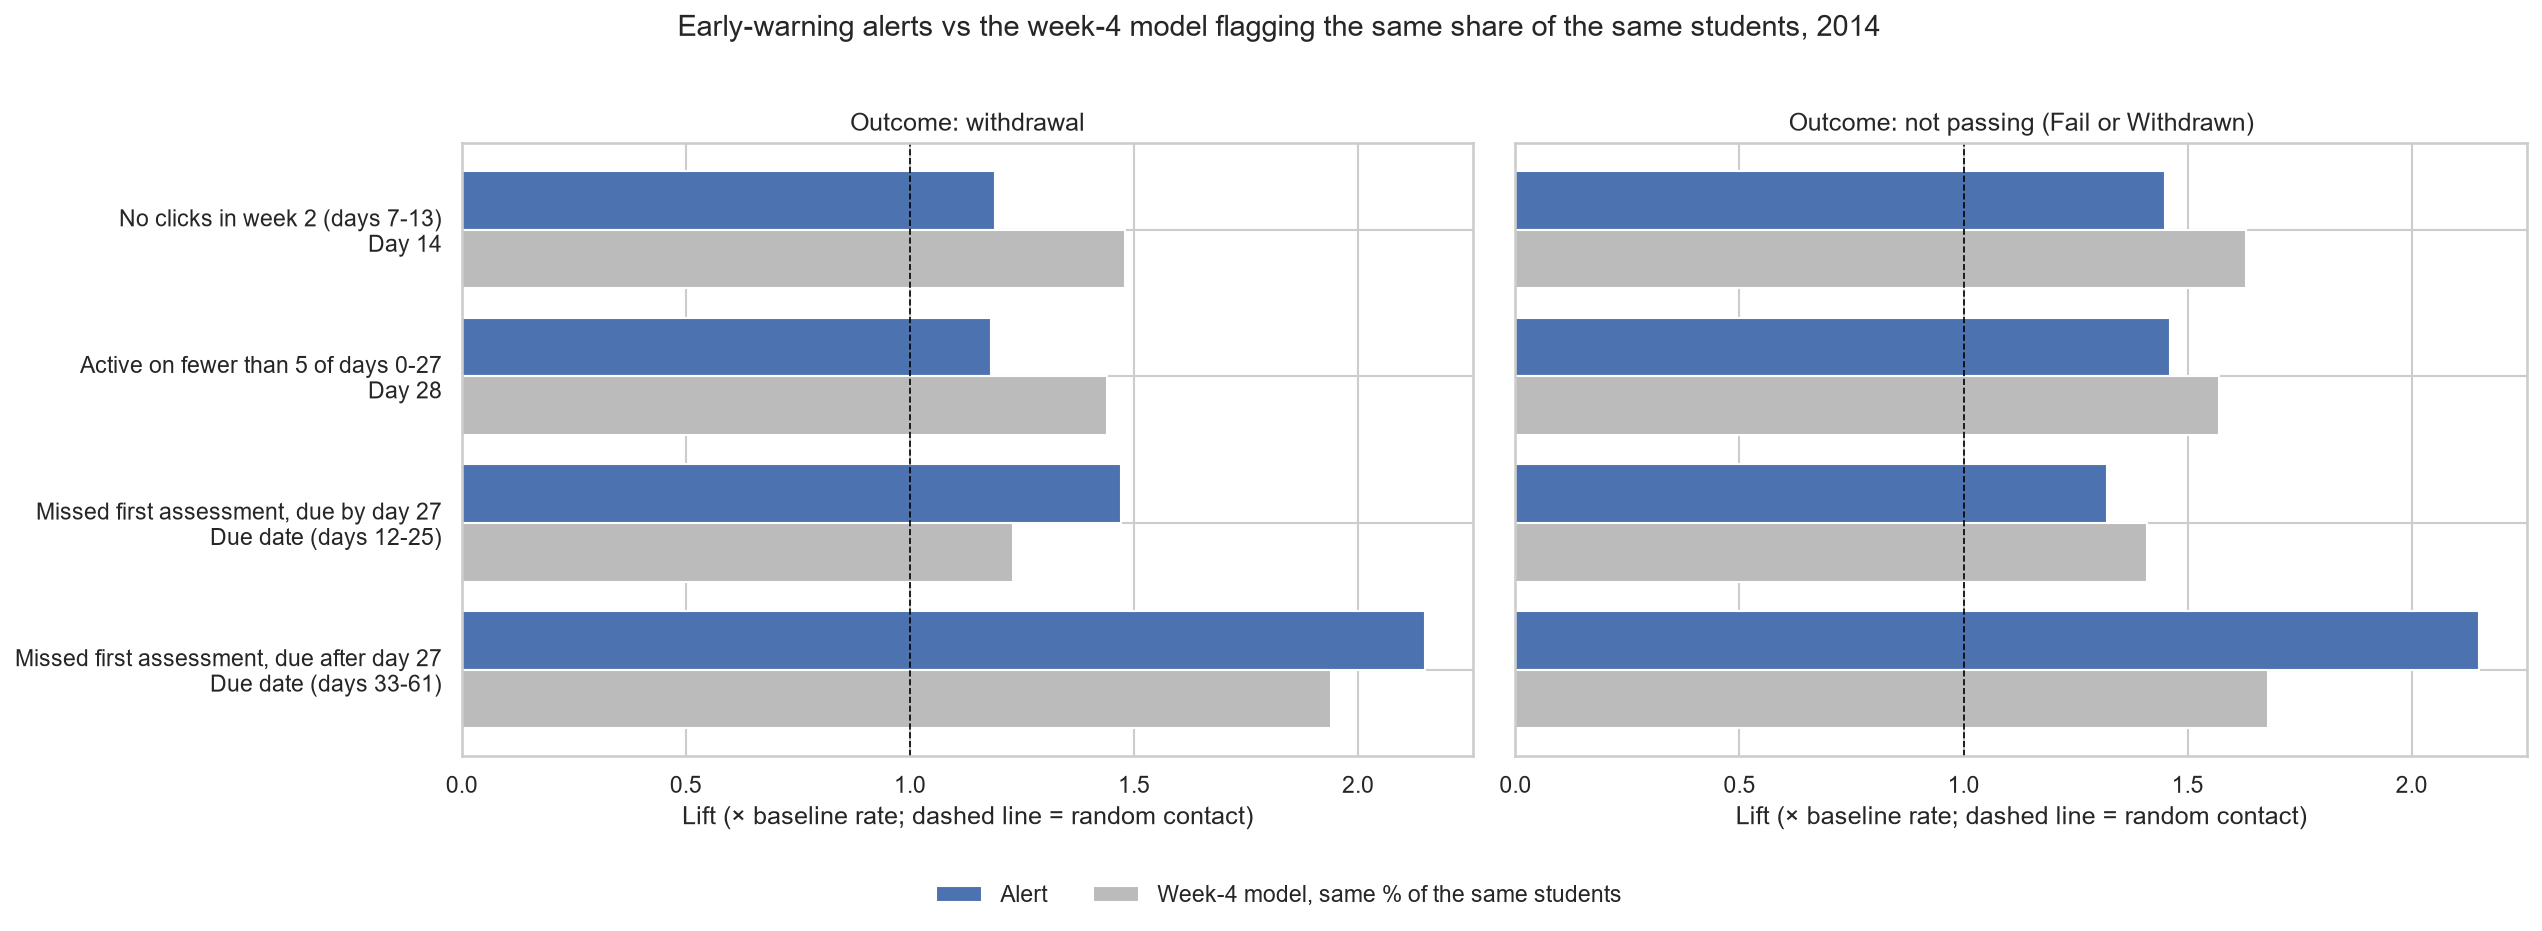 Early-warning alerts vs the week-4 model flagging the same share of the same students, 2014
Outcome: withdrawal
Outcome: not passing (Fail or Withdrawn)
No clicks in week 2 (days 7-13)
Day 14
Active on fewer than 5 of days 0-27
Day 28
Missed first assessment, due by day 27
Due date (days 12-25)
Missed first assessment, due after day 27
Due date (days 33-61)
0.0 0.5 1.0 1.5 2.0
0.0 0.5 1.0 1.5 2.0
Lift (× baseline rate; dashed line = random contact)
Lift (× baseline rate; dashed line = random contact)
Alert
Week-4 model, same % of the same students